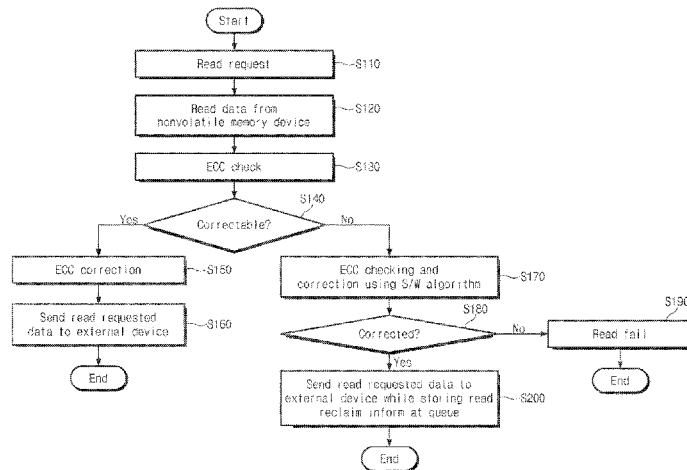 Start
Read request
S110
Read data from
nonvolatile memory device
S120
ECC check
S130
S140
Correctable?
Yes
No
ECC correction
S150
ECC checking and
correction using S/W algorithm
S170
Send read requested
data to external device
S160
S180
Corrected?
No
S190
Read fail
End
Yes
End
Send read requested data to
external device while storing read
reclaim inform at queue
S200
End